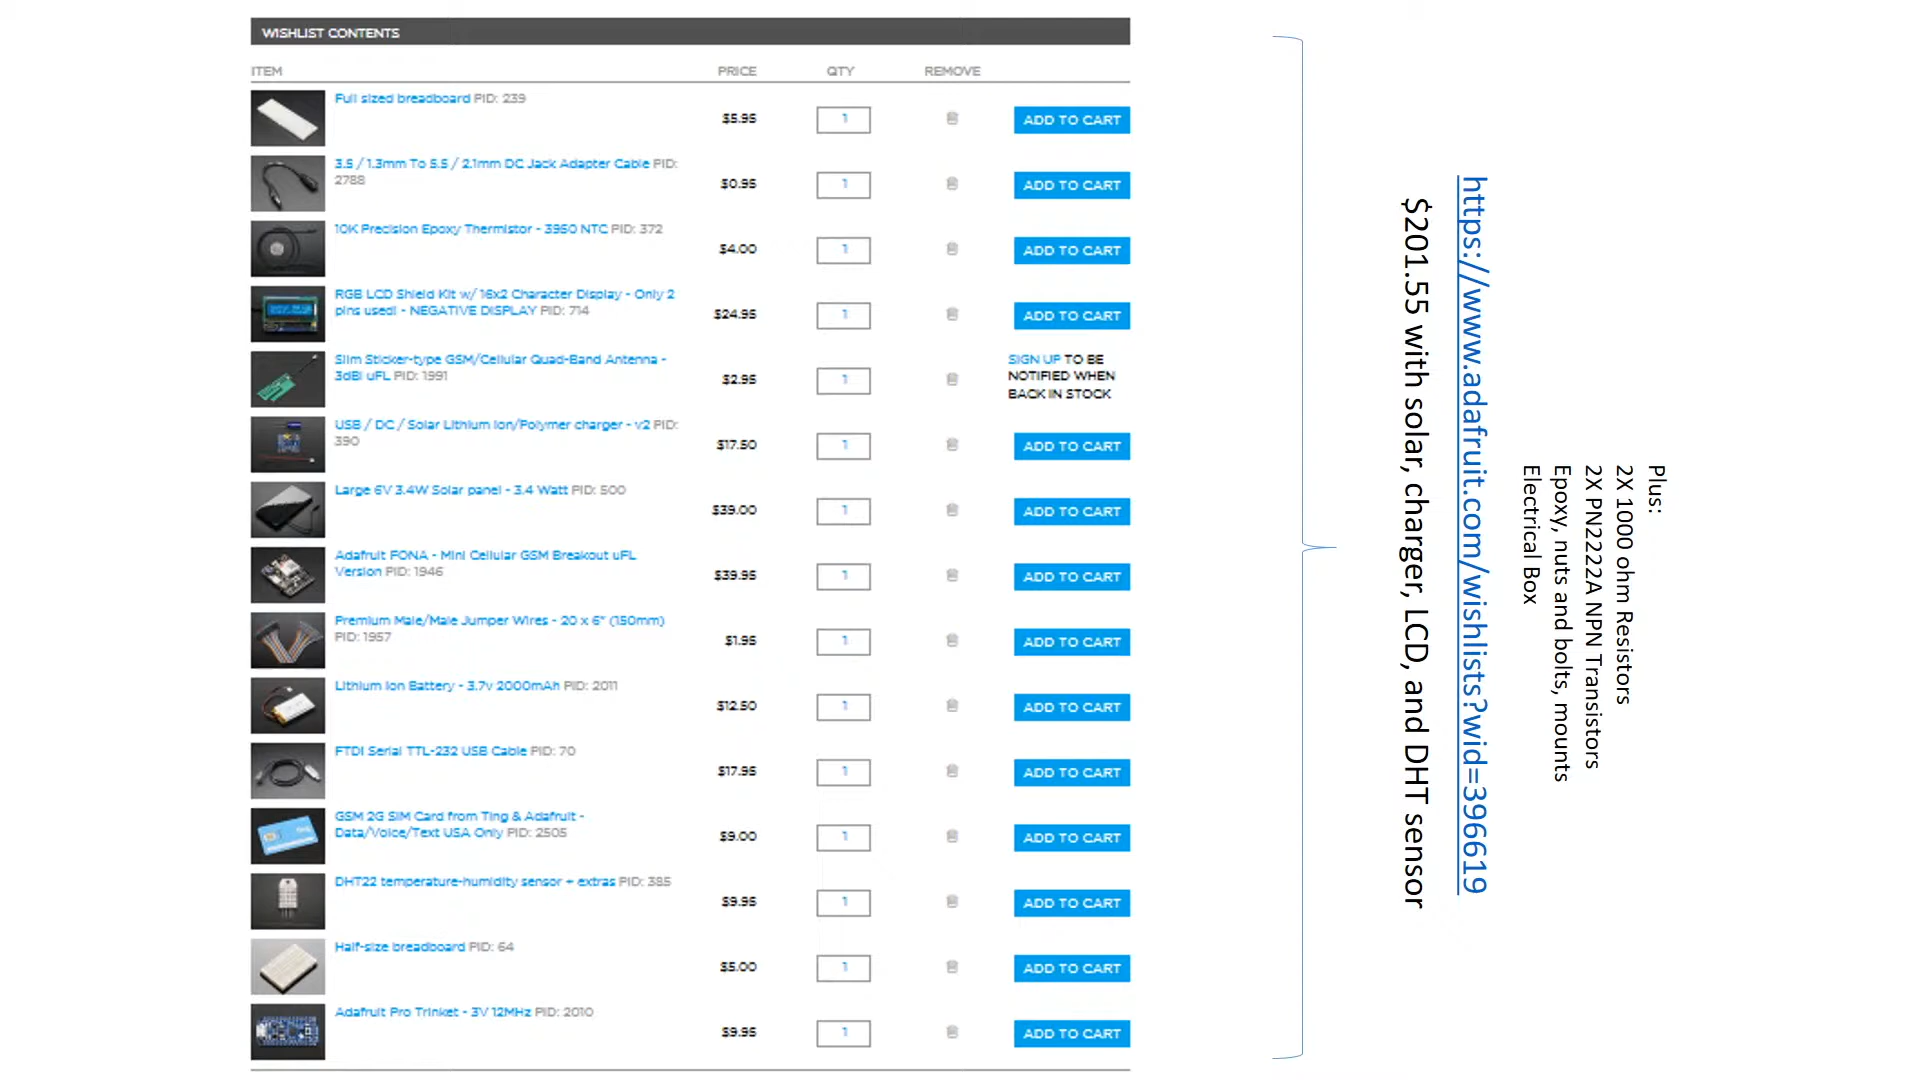 WISHLIST CONTENTS
ITEM PRICE QTY REMOVE
Full sized breadboard PID: 239
$5.95 1 ADD TO CART
3.5 / 1.3mm To 5.5 / 2.1mm DC Jack Adapter Cable PID:
2788
$0.95 1 ADD TO CART
10K Precision Epoxy Thermistor - 3950 NTC PID: 372
$4.00 1 ADD TO CART
RGB LCD Shield Kit w/ 16x2 Character Display - Only 2
pins used! - NEGATIVE DISPLAY PID: 714
$24.95 1 ADD TO CART
Slim Sticker-type GSM/Cellular Quad-Band Antenna -
3dBi uFL PID: 1991
$2.95 1
SIGN UP TO BE
NOTIFIED WHEN
BACK IN STOCK
USB / DC / Solar Lithium Ion/Polymer charger - v2 PID:
390
$17.50 1 ADD TO CART
Large 6V 3.4W Solar panel - 3.4 Watt PID: 500
$39.00 1 ADD TO CART
Adafruit FONA - Mini Cellular GSM Breakout uFL
Version PID: 1946
$39.95 1 ADD TO CART
Premium Male/Male Jumper Wires - 20 x 6" (150mm)
PID: 1957
$1.95 1 ADD TO CART
Lithium Ion Battery - 3.7v 2000mAh PID: 2011
$12.50 1 ADD TO CART
FTDI Serial TTL-232 USB Cable PID: 70
$17.95 1 ADD TO CART
GSM 2G SIM Card from Ting & Adafruit -
Data/Voice/Text USA Only PID: 2505
$9.00 1 ADD TO CART
DHT22 temperature-humidity sensor + extras PID: 385
$9.95 1 ADD TO CART
Half-size breadboard PID: 64
$5.00 1 ADD TO CART
Adafruit Pro Trinket - 3V 12MHz PID: 2010
$9.95 1 ADD TO CART
Plus:
2X 1000 ohm Resistors
2X PN2222A NPN Transistors
Epoxy, nuts and bolts, mounts
Electrical Box
https://www.adafruit.com/wishlists?wid=396619
$201.55 with solar, charger, LCD, and DHT sensor